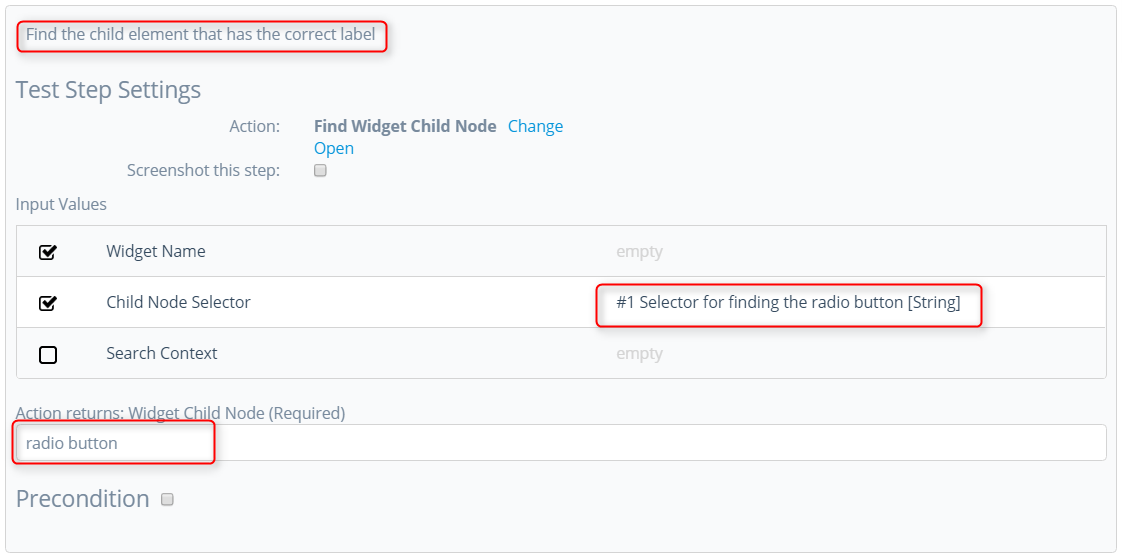 Find the child element that has the correct label
Test Step Settings
Action: Find Widget Child Node Change
Open
Screenshot this step:
Input Values
Widget Name empty
Child Node Selector #1 Selector for finding the radio button [String]
Search Context empty
Action returns: Widget Child Node (Required)
radio button
Precondition